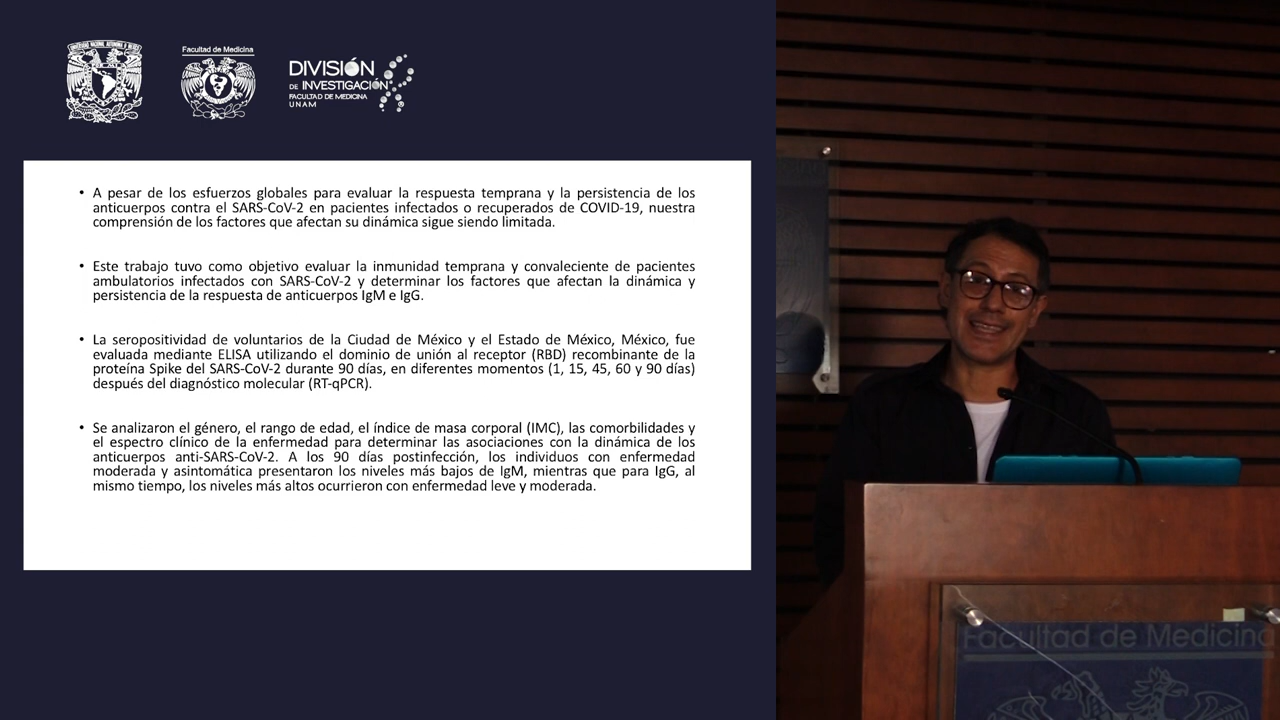 UNIVERSIDAD NACIONAL AUTONOMA DE MEXICO
Facultad de Medicina
DIVISIÓN
DE INVESTIGACIÓN
FACULTAD DE MEDICINA
UNAM
• A pesar de los esfuerzos globales para evaluar la respuesta temprana y la persistencia de los
anticuerpos contra el SARS-CoV-2 en pacientes infectados o recuperados de COVID-19, nuestra
comprensión de los factores que afectan su dinámica sigue siendo limitada.
• Este trabajo tuvo como objetivo evaluar la inmunidad temprana y convaleciente de pacientes
ambulatorios infectados con SARS-CoV-2 y determinar los factores que afectan la dinámica y
persistencia de la respuesta de anticuerpos IgM e IgG.
• La seropositividad de voluntarios de la Ciudad de México y el Estado de México, México, fue
evaluada mediante ELISA utilizando el dominio de unión al receptor (RBD) recombinante de la
proteína Spike del SARS-CoV-2 durante 90 días, en diferentes momentos (1, 15, 45, 60 y 90 días)
después del diagnóstico molecular (RT-qPCR).
• Se analizaron el género, el rango de edad, el índice de masa corporal (IMC), las comorbilidades y
el espectro clínico de la enfermedad para determinar las asociaciones con la dinámica de los
anticuerpos anti-SARS-CoV-2. A los 90 días postinfección, los individuos con enfermedad
moderada y asintomática presentaron los niveles más bajos de IgM, mientras que para IgG, al
mismo tiempo, los niveles más altos ocurrieron con enfermedad leve y moderada.
Facultad de Medicina